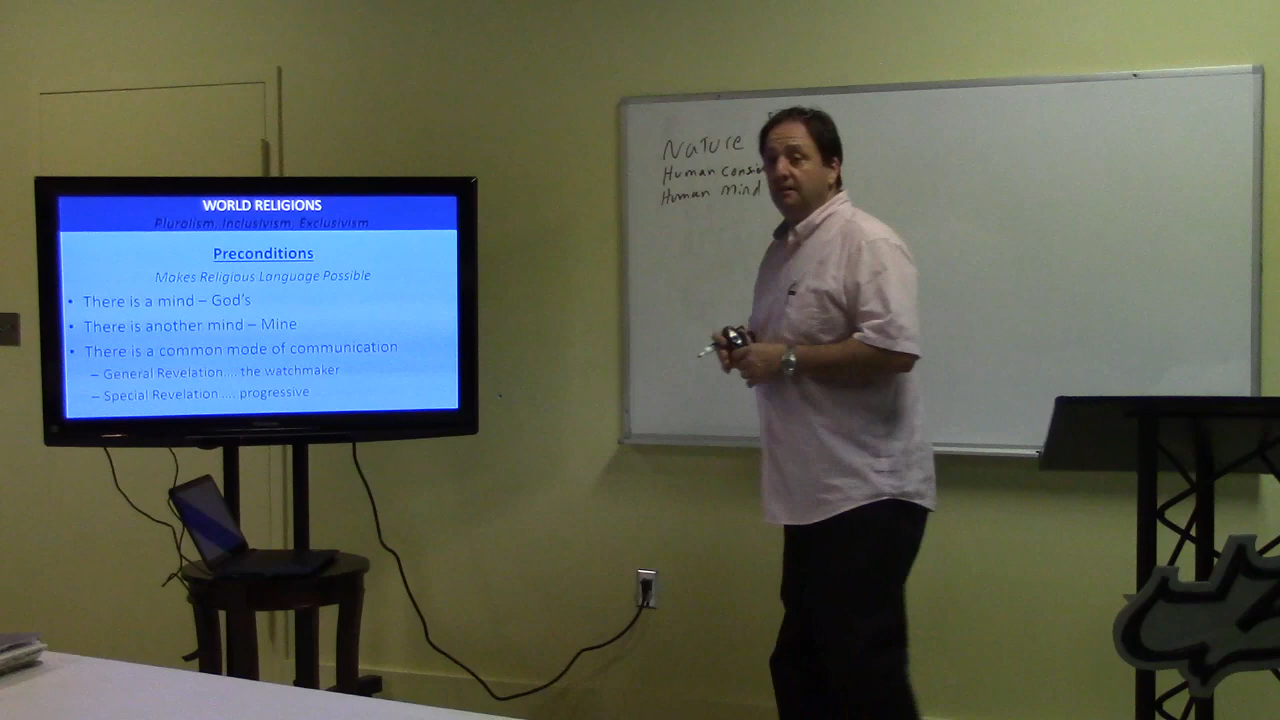 WORLD RELIGIONS
Pluralism, Inclusivism, Exclusivism
Preconditions
Makes Religious Language Possible
• There is a mind – God's
• There is another mind – Mine
• There is a common mode of communication
– General Revelation.... the watchmaker
– Special Revelation .... progressive
Nature
Human
Human Mind